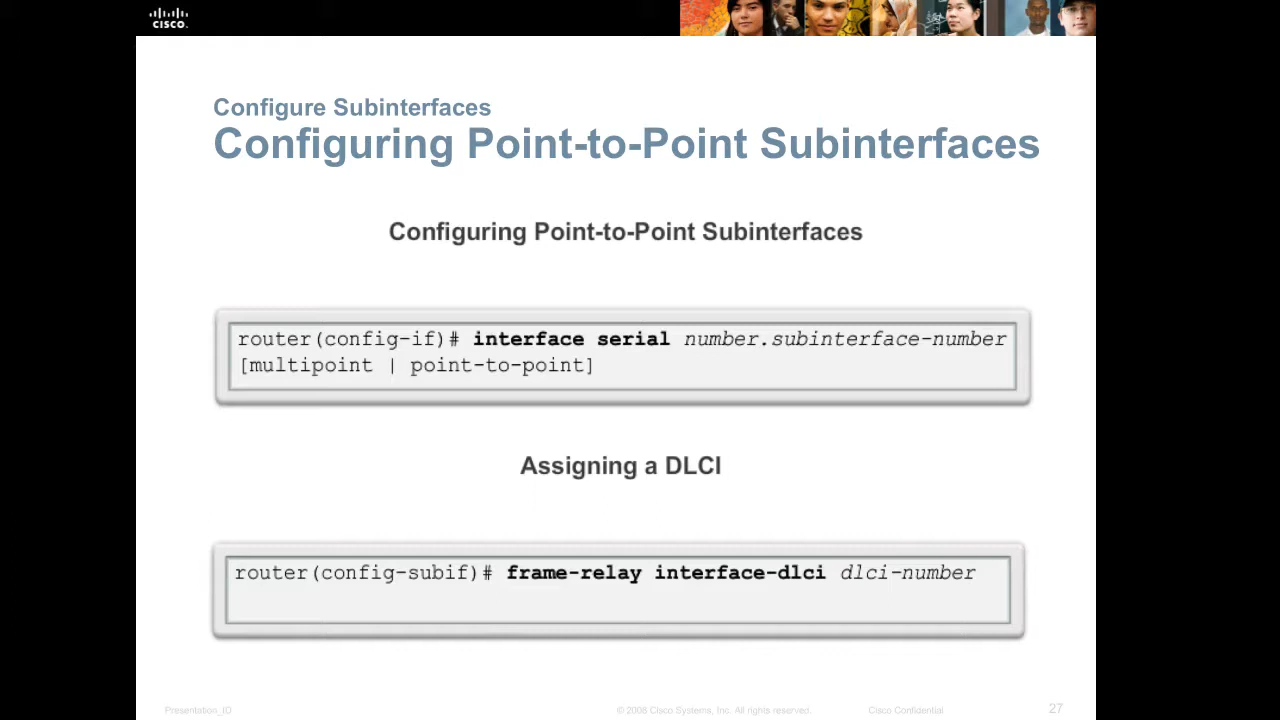 CISCO.
Configure Subinterfaces
Configuring Point-to-Point Subinterfaces
Configuring Point-to-Point Subinterfaces
router(config-if)# interface serial number.subinterface-number
[multipoint | point-to-point]
Assigning a DLCI
router(config-subif)# frame-relay interface-dlci dlci-number
Presentation_ID © 2008 Cisco Systems, Inc. All rights reserved. Cisco Confidential 27